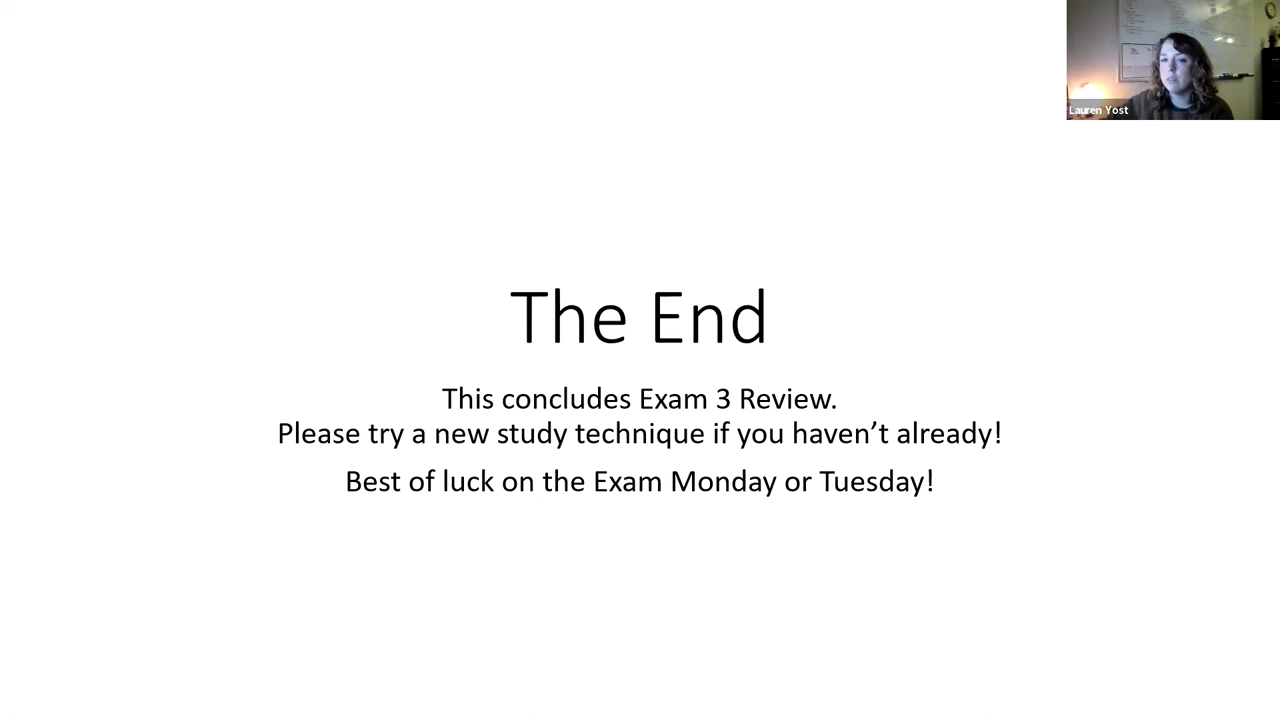 Lauren Yost
The End
This concludes Exam 3 Review.
Please try a new study technique if you haven’t already!
Best of luck on the Exam Monday or Tuesday!